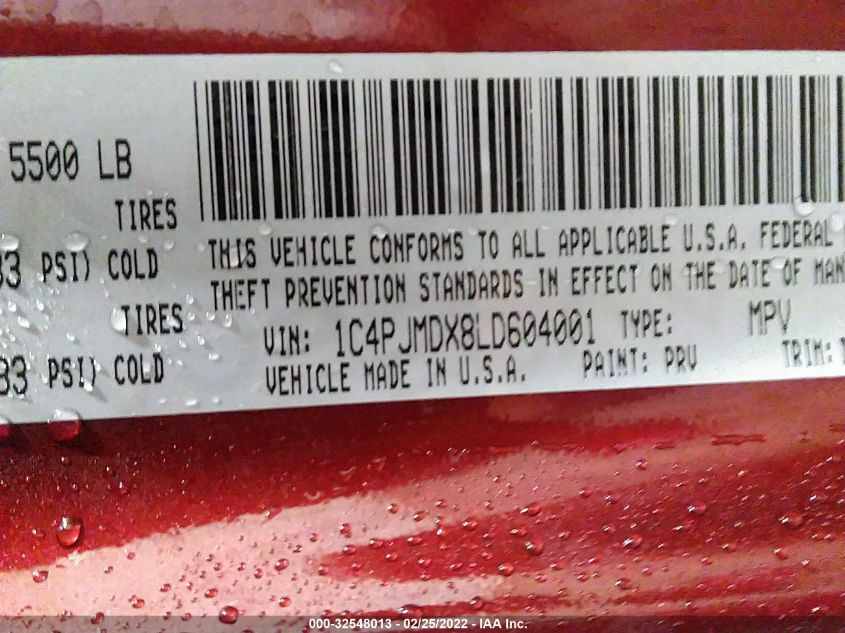 5500 LB
TIRES
THIS VEHICLE CONFORMS TO ALL APPLICABLE U.S.A. FEDERAL
33 PSI) COLD
THEFT PREVENTION STANDARDS IN EFFECT ON THE DATE OF MAN
TIRES
VIN: 1C4PJMDX8LD604001 TYPE: MPV
33 PSI) COLD
VEHICLE MADE IN U.S.A. PAINT: PRV TRIM:
000-32548013 - 02/25/2022 - IAA Inc.